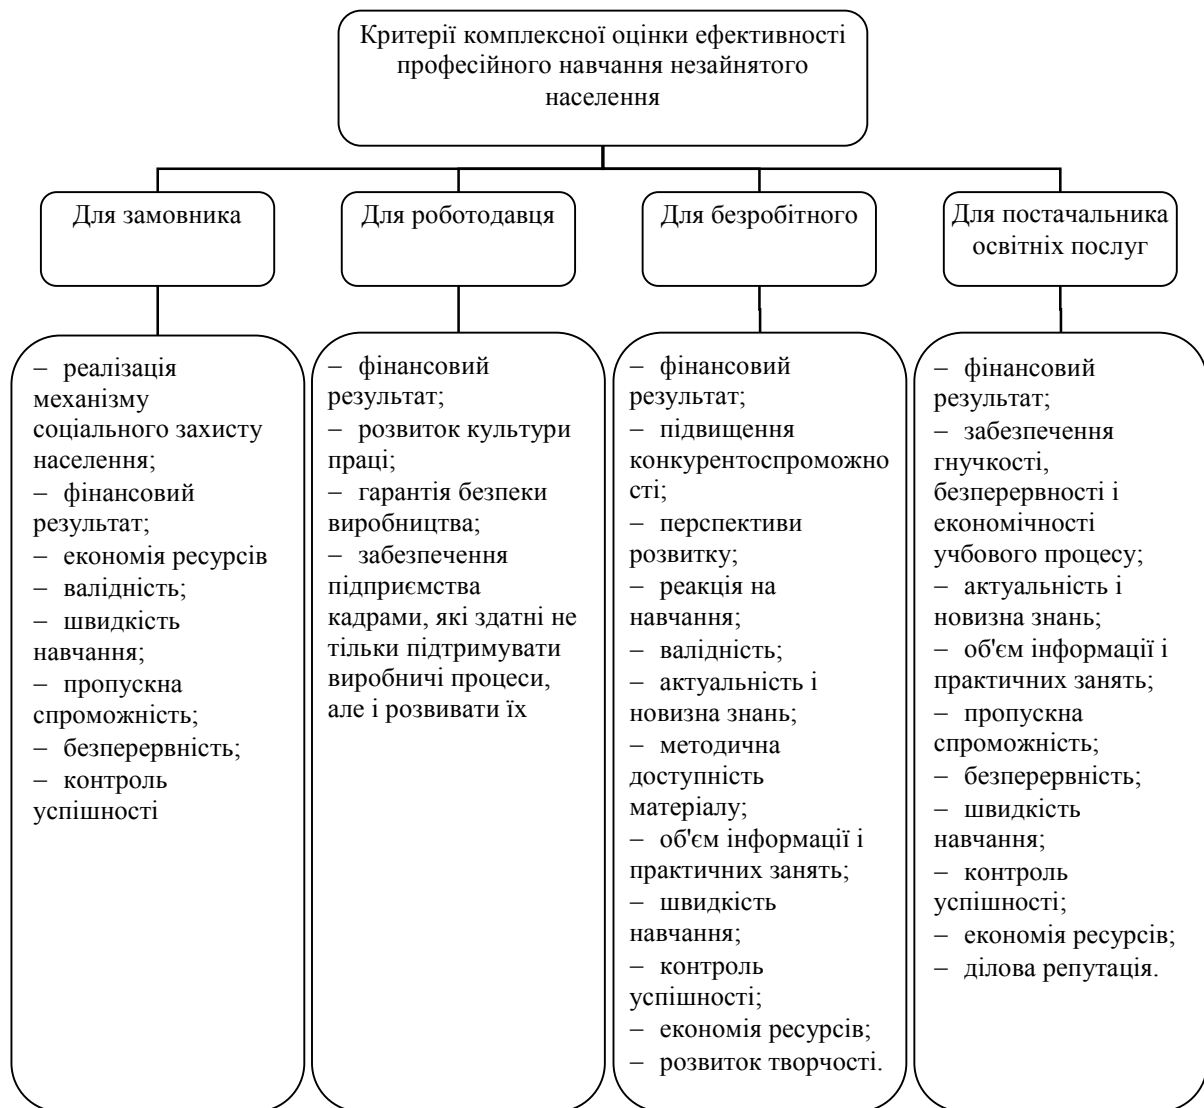 Критерії комплексної оцінки ефективності
професійного навчання незайнятого
населення
Для замовника
Для роботодавця
Для безробітного
Для постачальника
освітніх послуг
– реалізація
механізму
соціального захисту
населення;
– фінансовий
результат;
– економія ресурсів
– валідність;
– швидкість
навчання;
– пропускна
спроможність;
– безперервність;
– контроль
успішності
– фінансовий
результат;
– розвиток культури
праці;
– гарантія безпеки
виробництва;
– забезпечення
підприємства
кадрами, які здатні не
тільки підтримувати
виробничі процеси,
але і розвивати їх
– фінансовий
результат;
– підвищення
конкурентоспроможно
сті;
– перспективи
розвитку;
– реакція на
навчання;
– валідність;
– актуальність і
новизна знань;
– методична
доступність
матеріалу;
– об'єм інформації і
практичних занять;
– швидкість
навчання;
– контроль
успішності;
– економія ресурсів;
– розвиток творчості.
– фінансовий
результат;
– забезпечення
гнучкості,
безперервності і
економічності
учбового процесу;
– актуальність і
новизна знань;
– об'єм інформації і
практичних занять;
– пропускна
спроможність;
– безперервність;
– швидкість
навчання;
– контроль
успішності;
– економія ресурсів;
– ділова репутація.